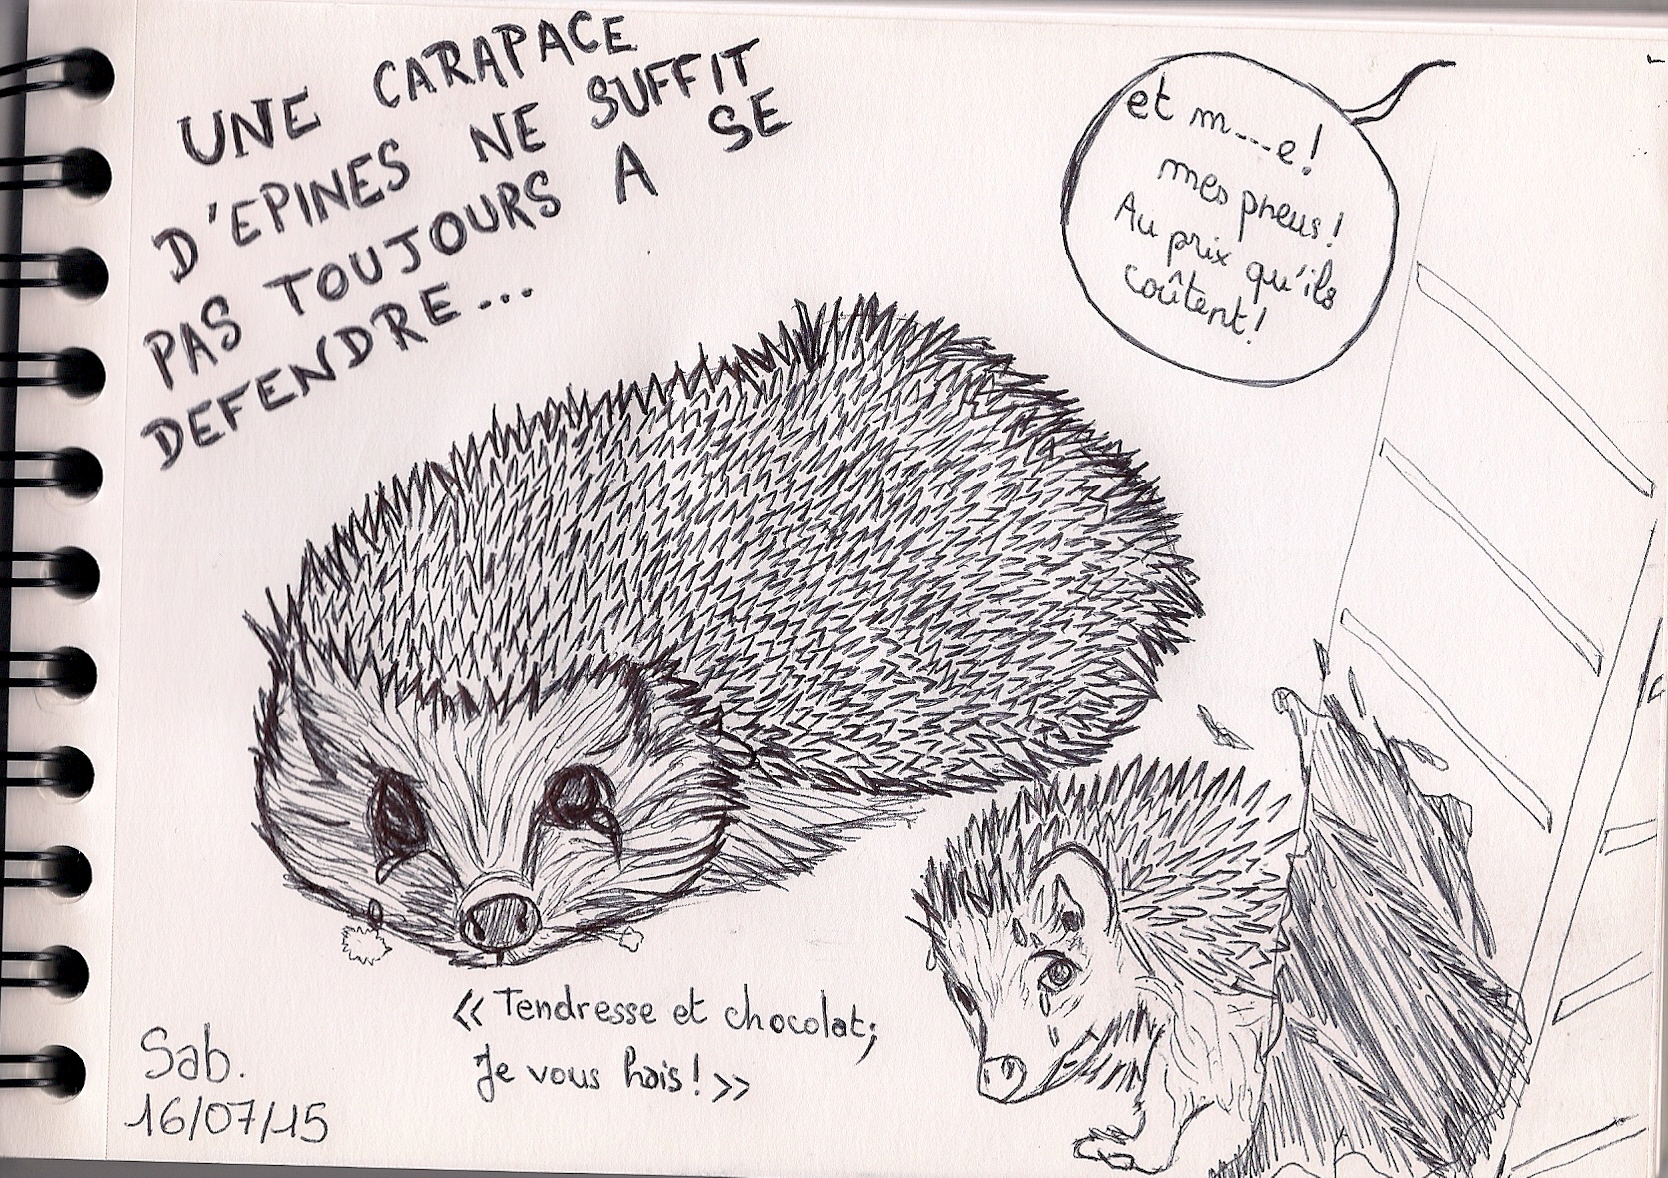 UNE CARAPACE
D'EPINES NE SUFFIT
PAS TOUJOURS A SE
DEFENDRE...
et m---e!
mes pneus!
Au prix qu'ils
coûtent!
<< Tendresse et chocolat;
Je vous hais! >>
Sab.
16/07/15